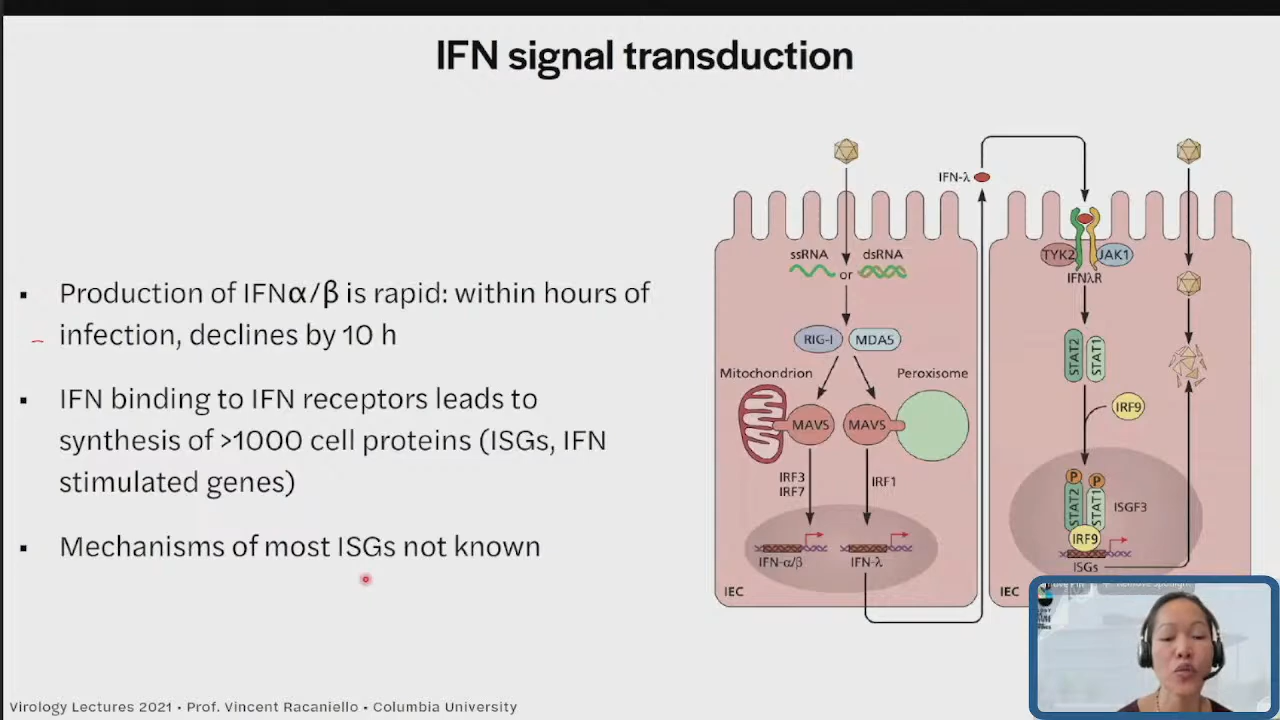 IFN signal transduction
▪ Production of IFNα/β is rapid: within hours of
infection, declines by 10 h
▪ IFN binding to IFN receptors leads to
synthesis of >1000 cell proteins (ISGs, IFN
stimulated genes)
▪ Mechanisms of most ISGs not known
IFN-λ
ssRNA or dsRNA
RIG-I MDA5
Mitochondrion Peroxisome
MAVS MAVS
IRF3
IRF7
IRF1
IFN-α/β IFN-λ
IEC
TYK2 JAK1
IFNλR
STAT2 STAT1
IRF9
P P
STAT2 STAT1
ISGF3
IRF9
ISGs
IEC
Virology Lectures 2021 • Prof. Vincent Racaniello • Columbia University